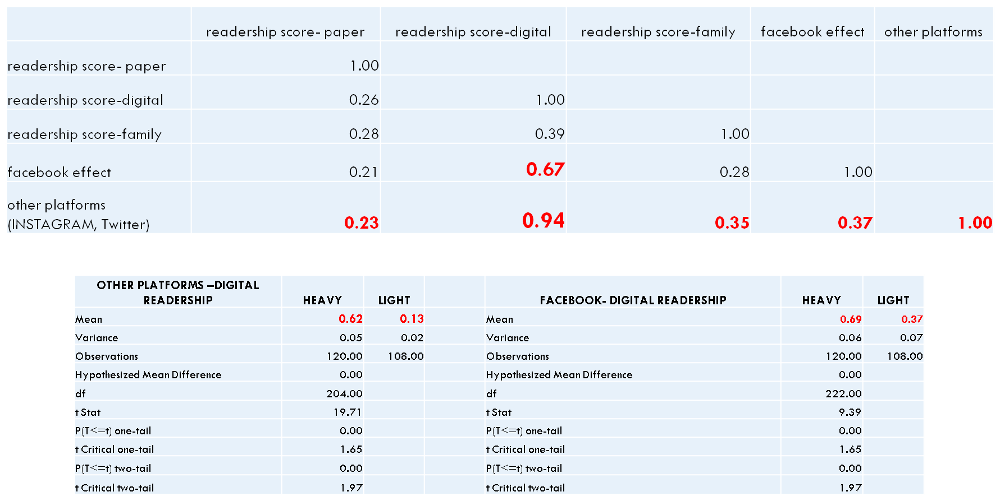 readership score- paper readership score-digital readership score-family facebook effect other platforms
readership score- paper 1.00
readership score-digital 0.26 1.00
readership score-family 0.28 0.39 1.00
facebook effect 0.21 0.67 0.28 1.00
other platforms
(INSTAGRAM, Twitter) 0.23 0.94 0.35 0.37 1.00
OTHER PLATFORMS –DIGITAL
READERSHIP HEAVY LIGHT FACEBOOK- DIGITAL READERSHIP HEAVY LIGHT
Mean 0.62 0.13 Mean 0.69 0.37
Variance 0.05 0.02 Variance 0.06 0.07
Observations 120.00 108.00 Observations 120.00 108.00
Hypothesized Mean Difference 0.00 Hypothesized Mean Difference 0.00
df 204.00 df 222.00
t Stat 19.71 t Stat 9.39
P(T<=t) one-tail 0.00 P(T<=t) one-tail 0.00
t Critical one-tail 1.65 t Critical one-tail 1.65
P(T<=t) two-tail 0.00 P(T<=t) two-tail 0.00
t Critical two-tail 1.97 t Critical two-tail 1.97